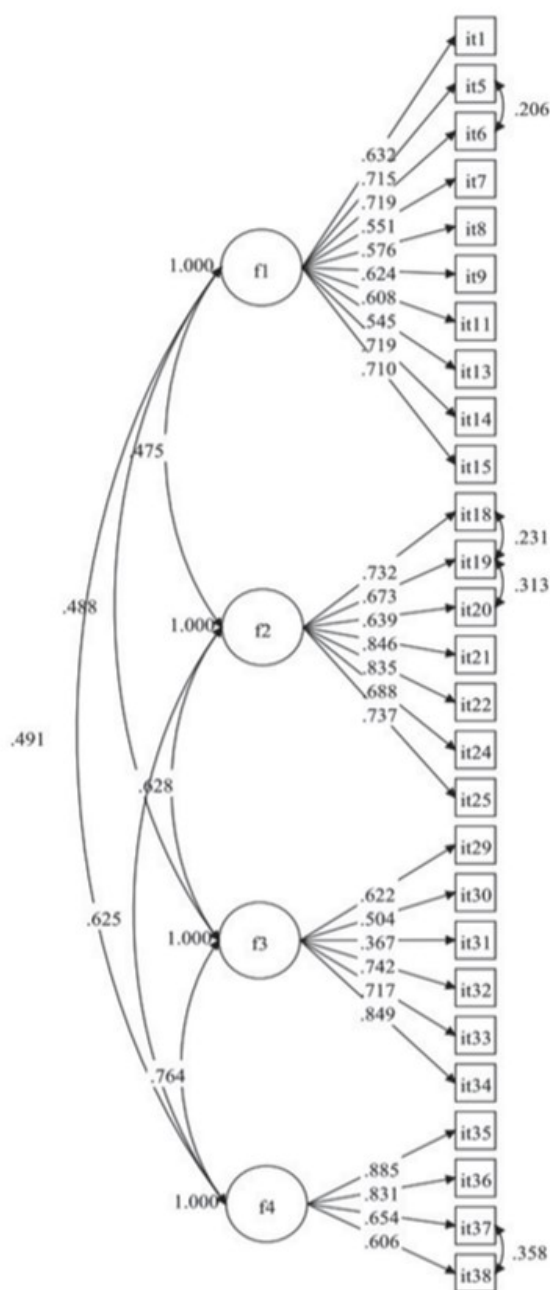 it1
it5
.206
it6
.632
.715
.719
it7
.551
.576
it8
1.000
f1
.624
it9
.608
it11
.545
.719
it13
.710
it14
.475
it15
it18
.231
.732
it19
.673
.313
.488
.639
it20
1.000
f2
.846
it21
.835
.688
it22
.737
.491
it24
.628
it25
it29
.622
.625
.504
it30
1.000
f3
.367
it31
.742
it32
.717
.849
it33
.764
it34
it35
.885
.831
it36
1.000
f4
.654
it37
.606
.358
it38